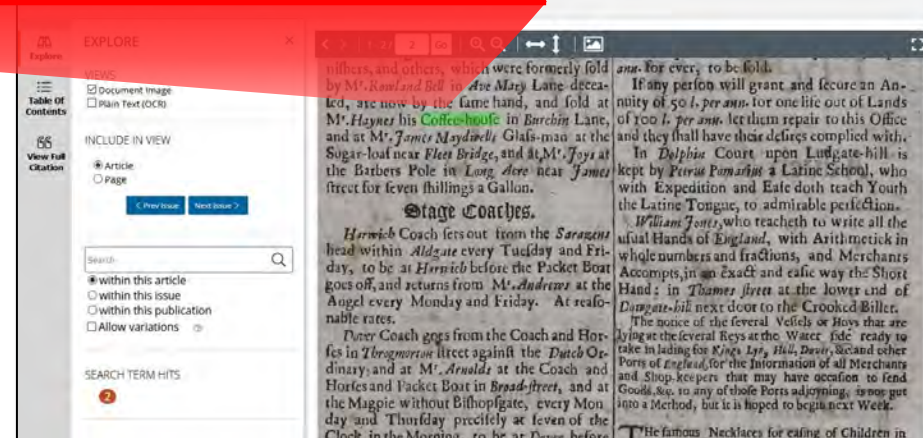 EXPLORE
×
Explore
Table Of
Contents
View Full
Citation
VIEWS
Document Image
Plain Text (OCR)
INCLUDE IN VIEW
Article
Page
< Prev Issue
Next Issue >
Search
within this article
within this issue
within this publication
Allow variations
SEARCH TERM HITS
2
2
Go
nishers, and others, which were formerly sold
by Mr. Rowland Bell in Ave Mary Lane decea-
sed, are now by the same hand, and sold at
Mr. Haynes his Coffee-house in Burchin Lane,
and at Mr. James Maydwells Glass-man at the
Sugar-loaf near Fleet Bridge, and at Mr. Joys at
the Barbers Pole in Long Acre near James
street for seven shillings a Gallon.
Stage Coaches.
Harwich Coach sets out from the Sarazens
head within Aldgate every Tuesday and Fri-
day, to be at Harwich before the Packet Boat
goes off, and returns from Mr. Andrews at the
Angel every Monday and Friday. At reaso-
nable rates.
Dover Coach goes from the Coach and Hor-
ses in Throgmorton street against the Dutch Or-
dinary, and at Mr. Arnolds at the Coach and
Horses and Packet Boat in Broad-street, and at
the Magpie without Bishopsgate, every Mon
day and Thursday precisely at seven of the
Clock in the Morning, to be at Dover before
ann. for ever, to be sold.
If any person will grant and secure an An-
nuity of 50 l. per ann. for one life out of Lands
of 100 l. per ann. let them repair to this Office
and they shall have their desires complied with.
In Dolphin Court upon Ludgate-hill is
kept by Petrus Pomarius a Latine School, who
with Expedition and Ease doth teach Youth
the Latine Tongue, to admirable perfection.
William Jones, who teacheth to write all the
usual Hands of England, with Arithmetick in
whole numbers and fractions, and Merchants
Accompts, in an exact and easie way the Short
Hand: in Thames street at the lower end of
Dowgate-hill next door to the Crooked Billet.
The notice of the several Vessels or Hoys that are
lying at the several Keys at the Water side ready to
take in lading for Kings Lyn, Hull, Dover, &c. and other
Ports of England, for the Information of all Merchants
and Shop-keepers that may have occasion to send
Goods, &c. to any of those Ports adjoyning, is not put
into a Method, but it is hoped to begin next Week.
THe famous Necklaces for easing of Children in